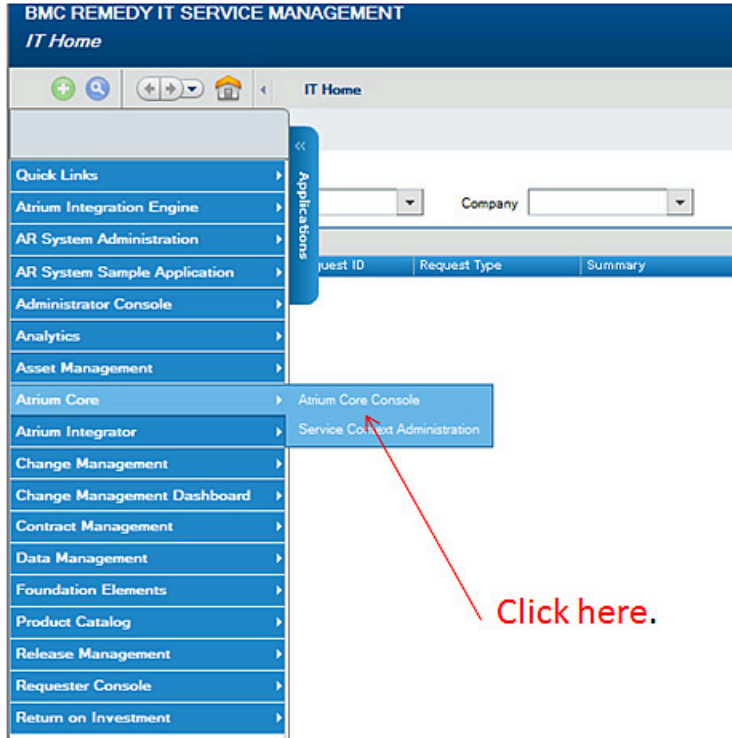 BMC REMEDY IT SERVICE MANAGEMENT
IT Home
IT Home
Applications
Quick Links
Atrium Integration Engine
Company
AR System Administration
AR System Sample Application
uest ID Request Type Summary
Administrator Console
Analytics
Asset Management
Atrium Core
Atrium Core Console
Atrium Integrator
Service Context Administration
Change Management
Change Management Dashboard
Contract Management
Data Management
Foundation Elements
Click here.
Product Catalog
Release Management
Requester Console
Return on Investment